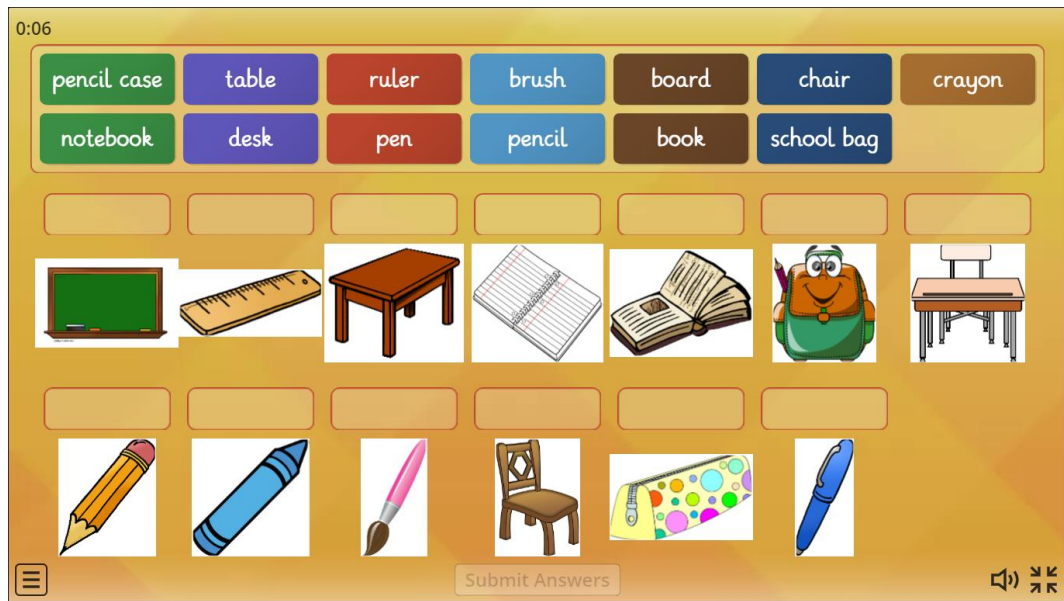 0:06
pencil case table ruler brush board chair crayon
notebook desk pen pencil book school bag
Submit Answers